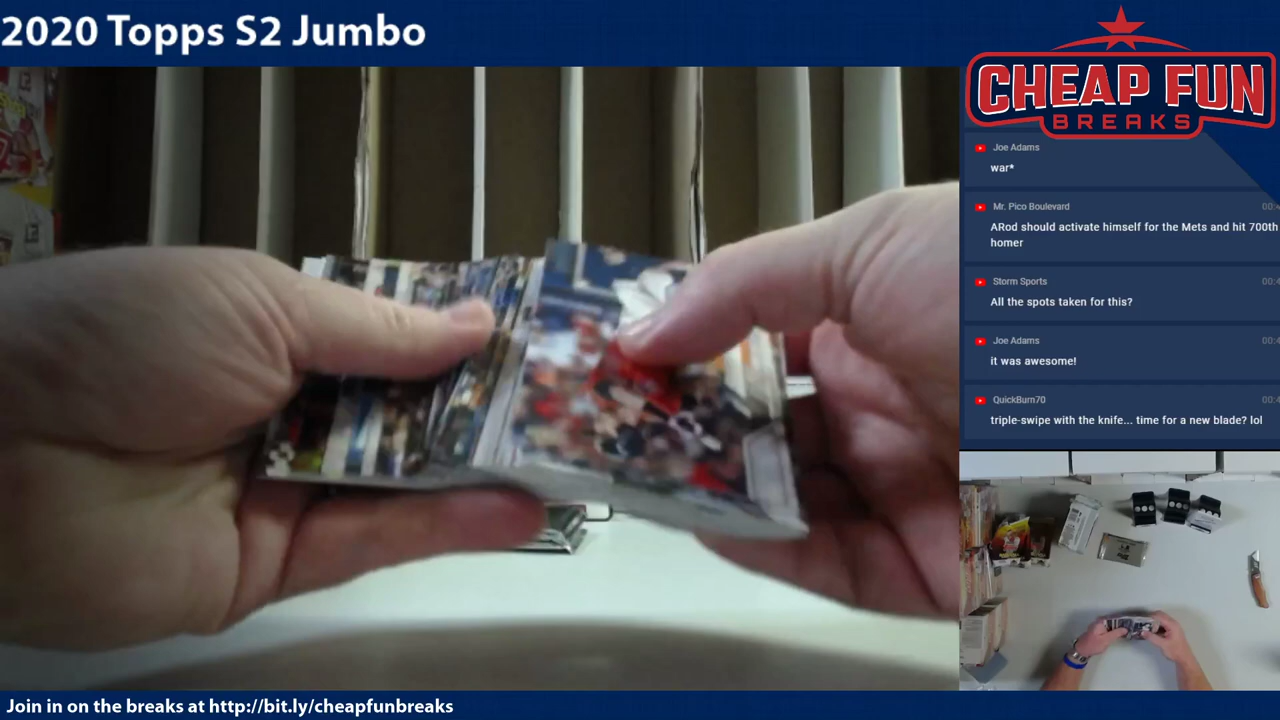 2020 Topps S2 Jumbo
CHEAP FUN
BREAKS
Joe Adams
war*
Mr. Pico Boulevard
ARod should activate himself for the Mets and hit 700th
homer
Storm Sports
All the spots taken for this?
Joe Adams
it was awesome!
QuickBurn70
triple-swipe with the knife... time for a new blade? lol
Join in on the breaks at http://bit.ly/cheapfunbreaks